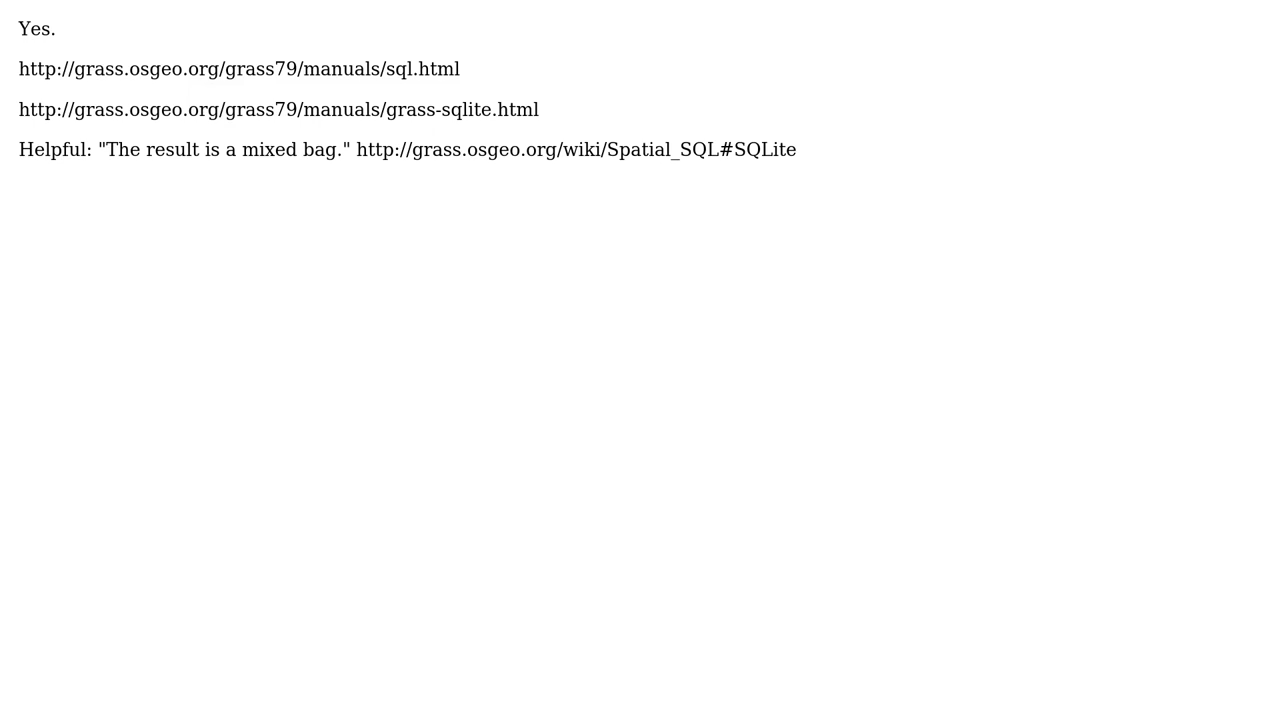 Yes.
http://grass.osgeo.org/grass79/manuals/sql.html
http://grass.osgeo.org/grass79/manuals/grass-sqlite.html
Helpful: "The result is a mixed bag." http://grass.osgeo.org/wiki/Spatial_SQL#SQLite